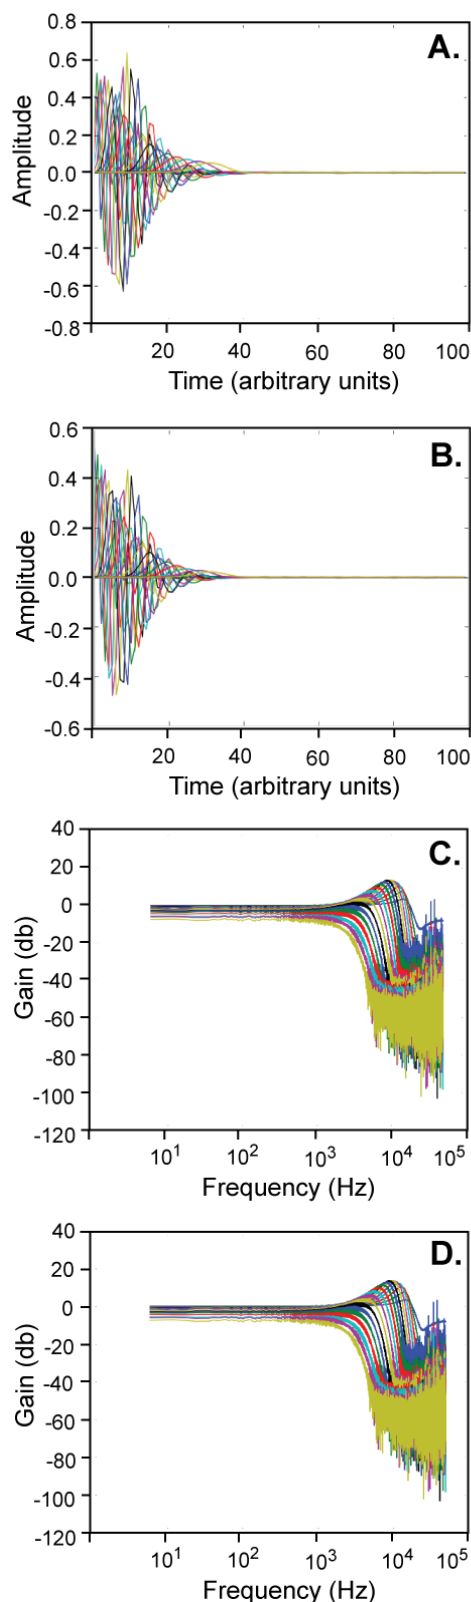 A.
0.8
0.6
0.4
0.2
0.0
-0.2
-0.4
-0.6
-0.8
Amplitude
20 40 60 80 100
Time (arbitrary units)
B.
0.6
0.4
0.2
0.0
-0.2
-0.4
-0.6
Amplitude
20 40 60 80 100
Time (arbitrary units)
C.
40
20
0
-20
-40
-60
-80
-100
-120
Gain (db)
10¹ 10² 10³ 10⁴ 10⁵
Frequency (Hz)
D.
40
20
0
-20
-40
-60
-80
-100
-120
Gain (db)
10¹ 10² 10³ 10⁴ 10⁵
Frequency (Hz)